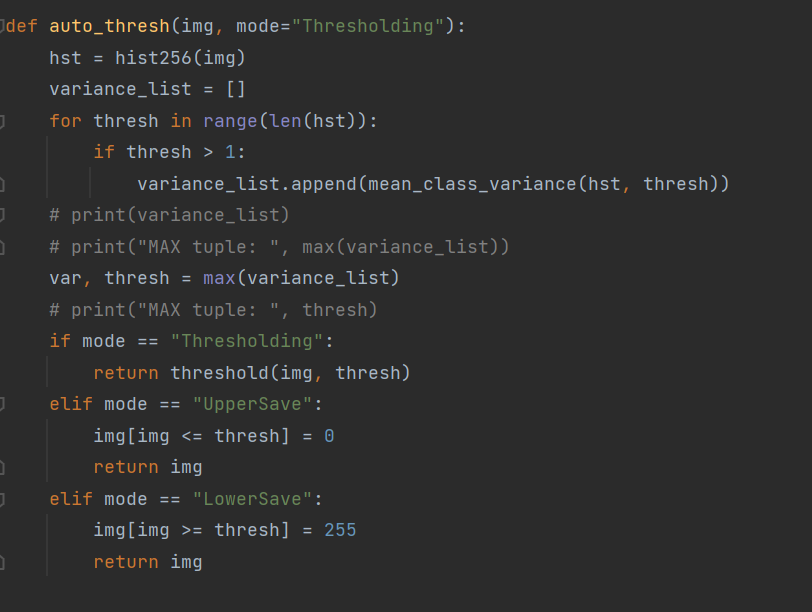 def auto_thresh(img, mode="Thresholding"):
    hst = hist256(img)
    variance_list = []
    for thresh in range(len(hst)):
        if thresh > 1:
            variance_list.append(mean_class_variance(hst, thresh))
    # print(variance_list)
    # print("MAX tuple: ", max(variance_list))
    var, thresh = max(variance_list)
    # print("MAX tuple: ", thresh)
    if mode == "Thresholding":
        return threshold(img, thresh)
    elif mode == "UpperSave":
        img[img <= thresh] = 0
        return img
    elif mode == "LowerSave":
        img[img >= thresh] = 255
        return img